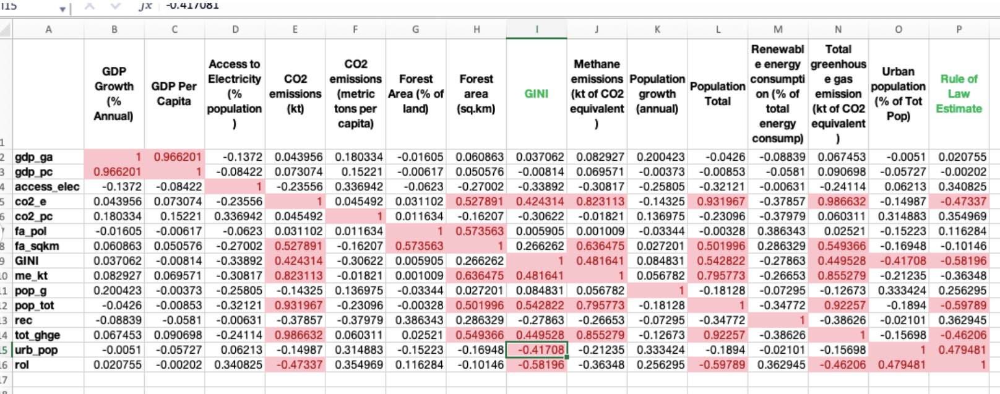 fx -0.417081
A B C D E F G H I J K L M N O P
1 GDP Growth (% Annual) GDP Per Capita Access to Electricity (% population) CO2 emissions (kt) CO2 emissions (metric tons per capita) Forest Area (% of land) Forest area (sq.km) GINI Methane emissions (kt of CO2 equivalent) Population growth (annual) Population Total Renewable energy consumption (% of total energy consump) Total greenhouse gas emission (kt of CO2 equivalent) Urban population (% of Tot Pop) Rule of Law Estimate
2 gdp_ga 1 0.966201 -0.1372 0.043956 0.180334 -0.01605 0.060863 0.037062 0.082927 0.200423 -0.0426 -0.08839 0.067453 -0.0051 0.020755
3 gdp_pc 0.966201 1 -0.08422 0.073074 0.15221 -0.00617 0.050576 -0.00814 0.069571 -0.00373 -0.00853 -0.0581 0.090698 -0.05727 -0.00202
4 access_elec -0.1372 -0.08422 1 -0.23556 0.336942 -0.0623 -0.27002 -0.33892 -0.30817 -0.25805 -0.32121 -0.00631 -0.24114 0.06213 0.340825
5 co2_e 0.043956 0.073074 -0.23556 1 0.045492 0.031102 0.527891 0.424314 0.823113 -0.14325 0.931967 -0.37857 0.986632 -0.14987 -0.47337
6 co2_pc 0.180334 0.15221 0.336942 0.045492 1 0.011634 -0.16207 -0.30622 -0.01821 0.136975 -0.23096 -0.37979 0.060311 0.314883 0.354969
fa_pol -0.01605 -0.00617 -0.0623 0.031102 0.011634 1 0.573563 0.005905 0.001009 -0.03344 -0.00328 0.386343 0.02521 -0.15223 0.116284
8 fa_sqkm 0.060863 0.050576 -0.27002 0.527891 -0.16207 0.573563 1 0.266262 0.636475 0.027201 0.501996 0.286329 0.549366 -0.16948 -0.10146
9 GINI 0.037062 -0.00814 -0.33892 0.424314 -0.30622 0.005905 0.266262 1 0.481641 0.084831 0.542822 -0.27863 0.449528 -0.41708 -0.58196
0 me_kt 0.082927 0.069571 -0.30817 0.823113 -0.01821 0.001009 0.636475 0.481641 1 0.056782 0.795773 -0.26653 0.855279 -0.21235 -0.36348
11 pop_g 0.200423 -0.00373 -0.25805 -0.14325 0.136975 -0.03344 0.027201 0.084831 0.056782 1 -0.18128 -0.07295 -0.12673 0.333424 0.256295
12 pop_tot -0.0426 -0.00853 -0.32121 0.931967 -0.23096 -0.00328 0.501996 0.542822 0.795773 -0.18128 1 -0.34772 0.92257 -0.1894 -0.59789
13 rec -0.08839 -0.0581 -0.00631 -0.37857 -0.37979 0.386343 0.286329 -0.27863 -0.26653 -0.07295 -0.34772 1 -0.38626 -0.02101 0.362945
14 tot_ghge 0.067453 0.090698 -0.24114 0.986632 0.060311 0.02521 0.549366 0.449528 0.855279 -0.12673 0.92257 -0.38626 1 -0.15698 -0.46206
15 urb_pop -0.0051 -0.05727 0.06213 -0.14987 0.314883 -0.15223 -0.16948 -0.41708 -0.21235 0.333424 -0.1894 -0.02101 -0.15698 1 0.479481
16 rol 0.020755 -0.00202 0.340825 -0.47337 0.354969 0.116284 -0.10146 -0.58196 -0.36348 0.256295 -0.59789 0.362945 -0.46206 0.479481 1
17